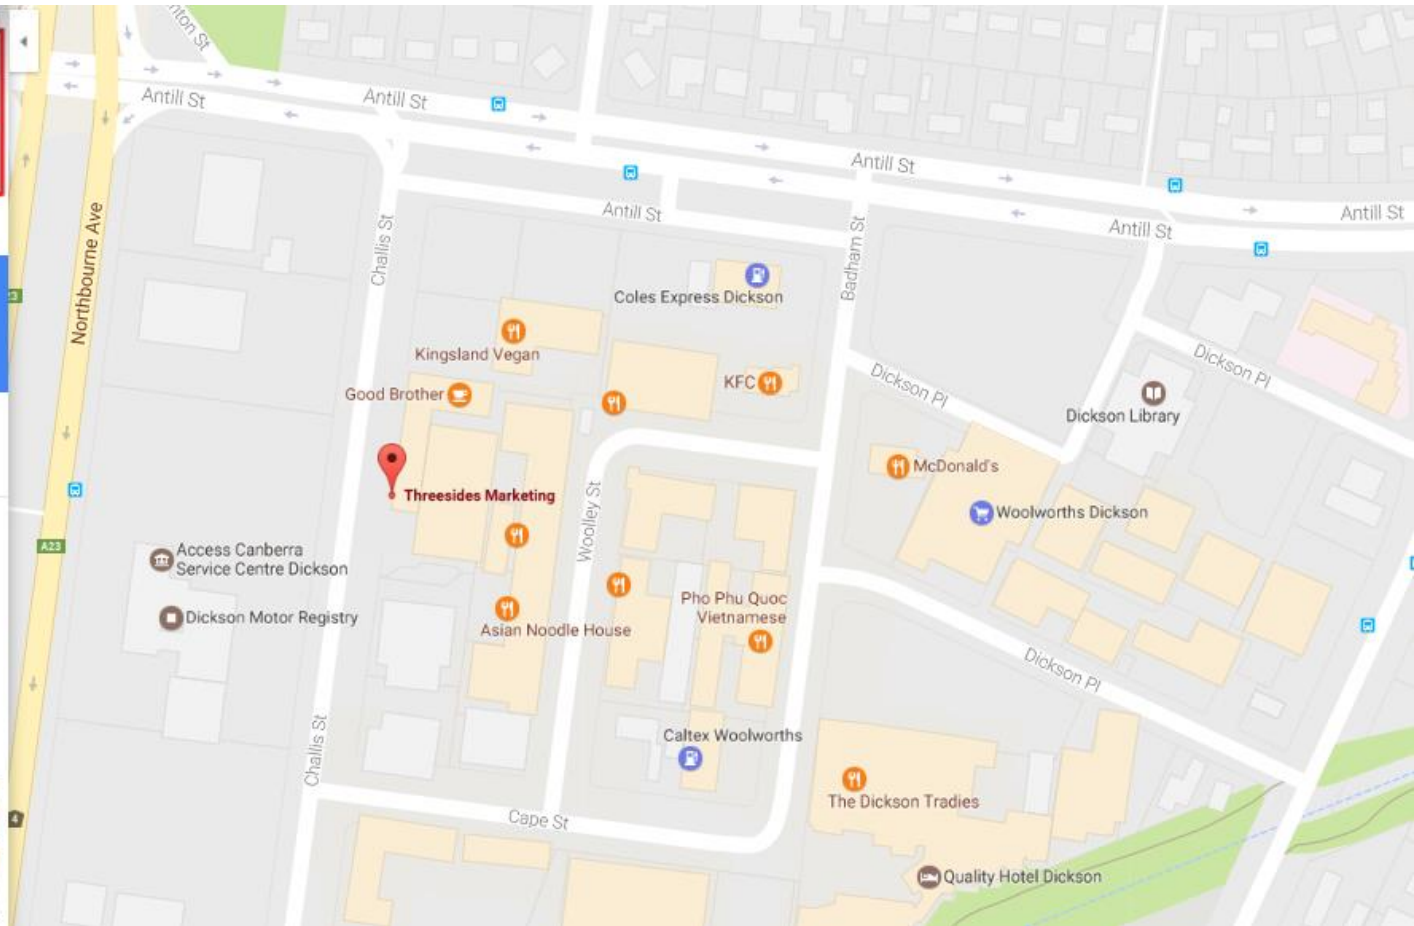 Antill St
Antill St
Antill St
Antill St
Antill St
Antill St
Northbourne Ave
Challis St
Badham St
Coles Express Dickson
Kingsland Vegan
Good Brother
KFC
Dickson Pl
Dickson Pl
Dickson Library
McDonald's
Threesides Marketing
Woolworths Dickson
Woolley St
A23
Access Canberra
Service Centre Dickson
Dickson Motor Registry
Asian Noodle House
Pho Phu Quoc
Vietnamese
Dickson Pl
Challis St
Caltex Woolworths
The Dickson Tradies
4
Cape St
Quality Hotel Dickson